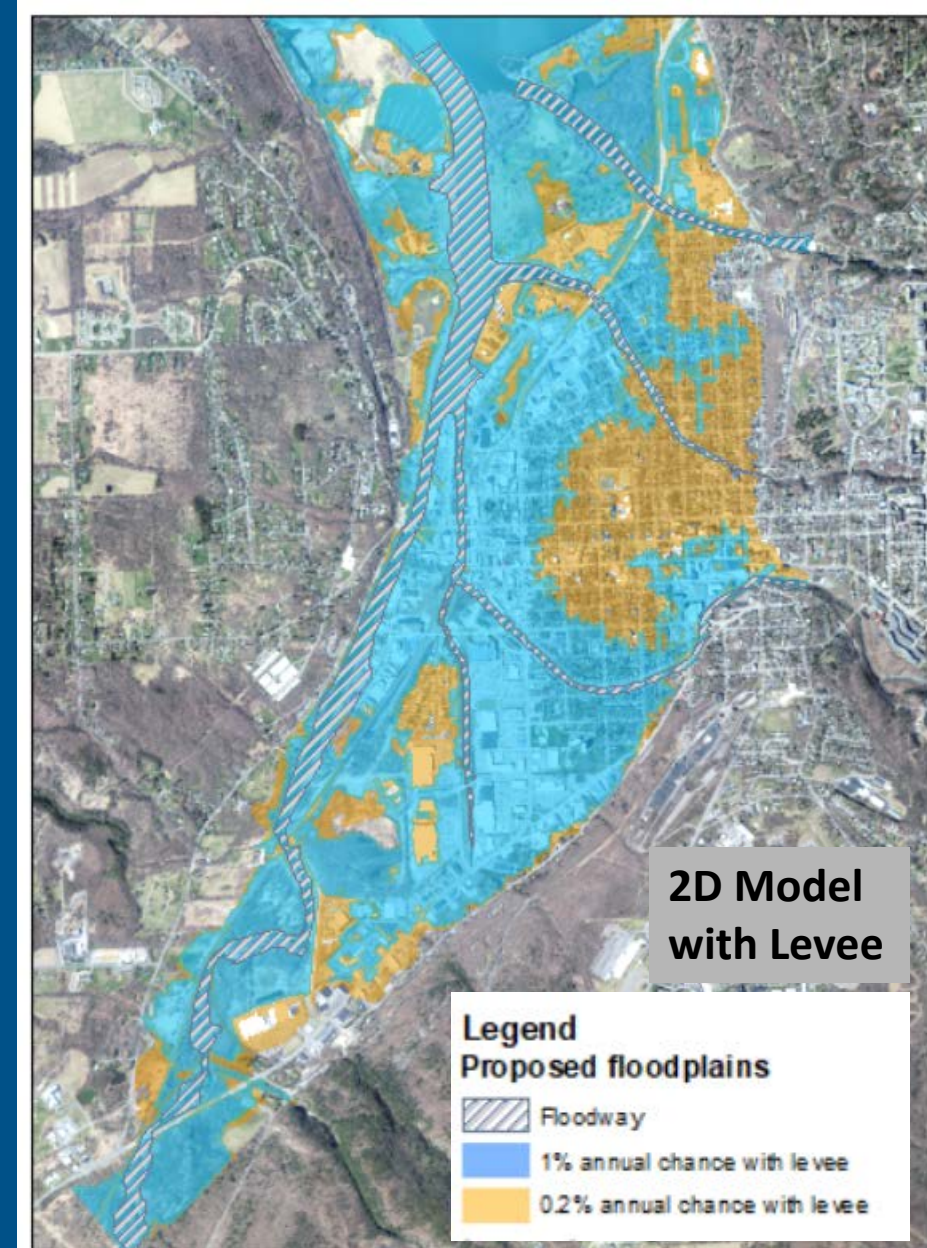 2D Model
with Levee
Legend
Proposed floodplains
Floodway
1% annual chance with levee
0.2% annual chance with levee